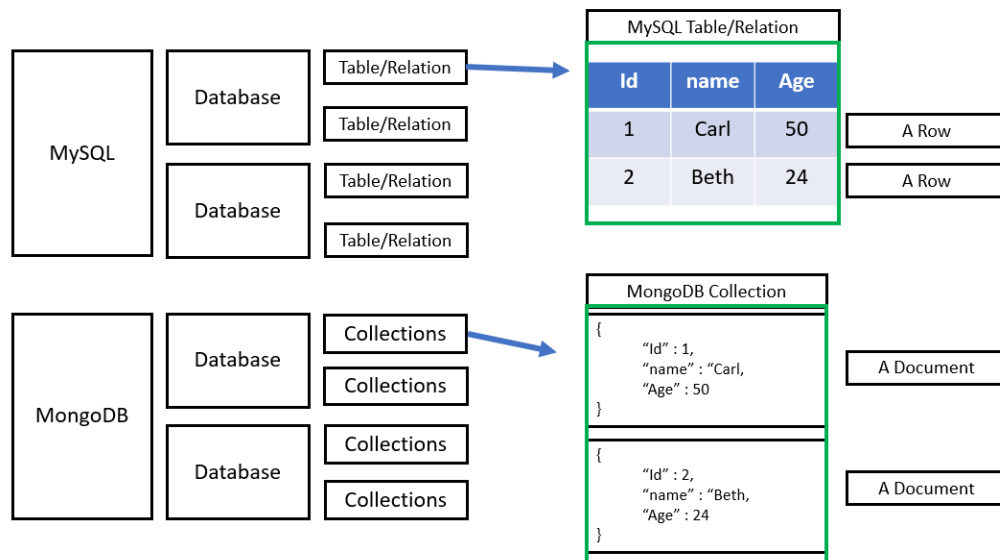 MySQL
Database
Database
Table/Relation
Table/Relation
Table/Relation
Table/Relation
MySQL Table/Relation
Id name Age
1 Carl 50
2 Beth 24
A Row
A Row
MongoDB
Database
Database
Collections
Collections
Collections
Collections
MongoDB Collection
{
“Id” : 1,
“name” : “Carl,
“Age” : 50
}
{
“Id” : 2,
“name” : “Beth,
“Age” : 24
}
A Document
A Document